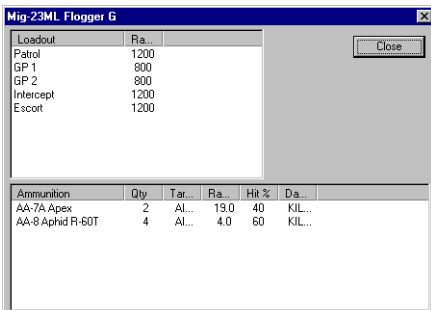 Mig-23ML Flogger G
Loadout Ra...
Patrol 1200
GP 1 800
GP 2 800
Intercept 1200
Escort 1200
Close
Ammunition Qty Tar... Ra... Hit % Da...
AA-7A Apex 2 AI... 19.0 40 KIL...
AA-8 Aphid R-60T 4 AI... 4.0 60 KIL...